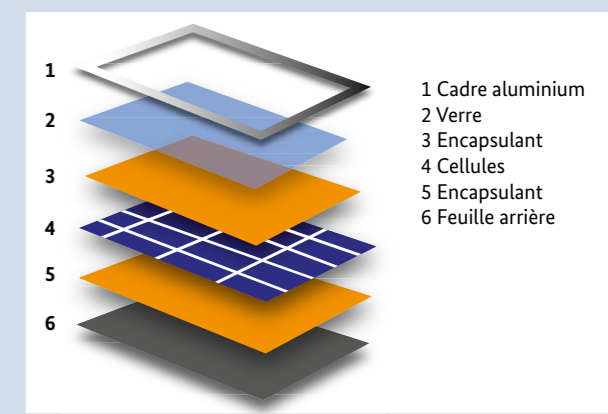 1
2
3
4
5
6
1 Cadre aluminium
2 Verre
3 Encapsulant
4 Cellules
5 Encapsulant
6 Feuille arrière